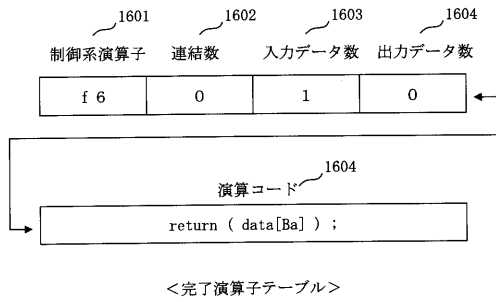 1601 1602 1603 1604
制御系演算子 連結数 入力データ数 出力データ数
f 6 0 1 0
1604
演算コード
return ( data[Ba] ) ;
＜完了演算子テーブル＞